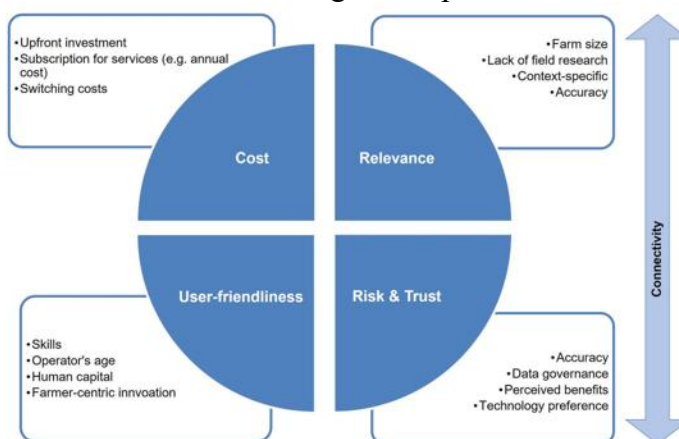 •Upfront investment
•Subscription for services (e.g. annual
cost)
•Switching costs
•Farm size
•Lack of field research
•Context-specific
•Accuracy
Cost
Relevance
User-friendliness
Risk & Trust
•Skills
•Operator's age
•Human capital
•Farmer-centric innvoation
•Accuracy
•Data governance
•Perceived benefits
•Technology preference
Connectivity